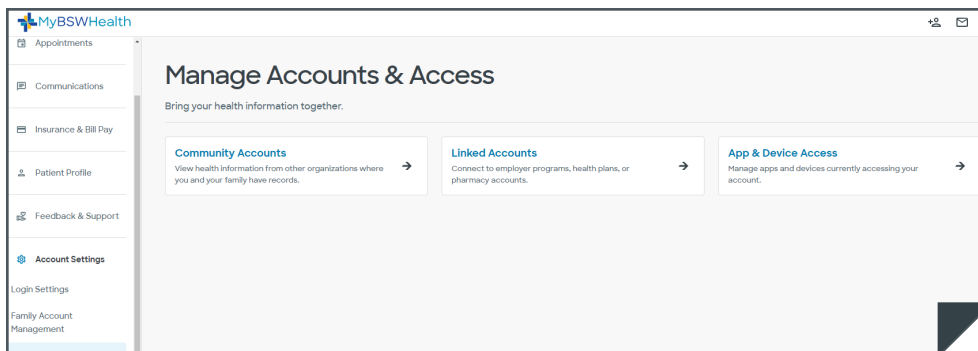 MyBSWHealth
Appointments
Communications
Insurance & Bill Pay
Patient Profile
Feedback & Support
Account Settings
Login Settings
Family Account
Management
Manage Accounts & Access
Bring your health information together.
Community Accounts
View health information from other organizations where
you and your family have records.
Linked Accounts
Connect to employer programs, health plans, or
pharmacy accounts.
App & Device Access
Manage apps and devices currently accessing your
account.